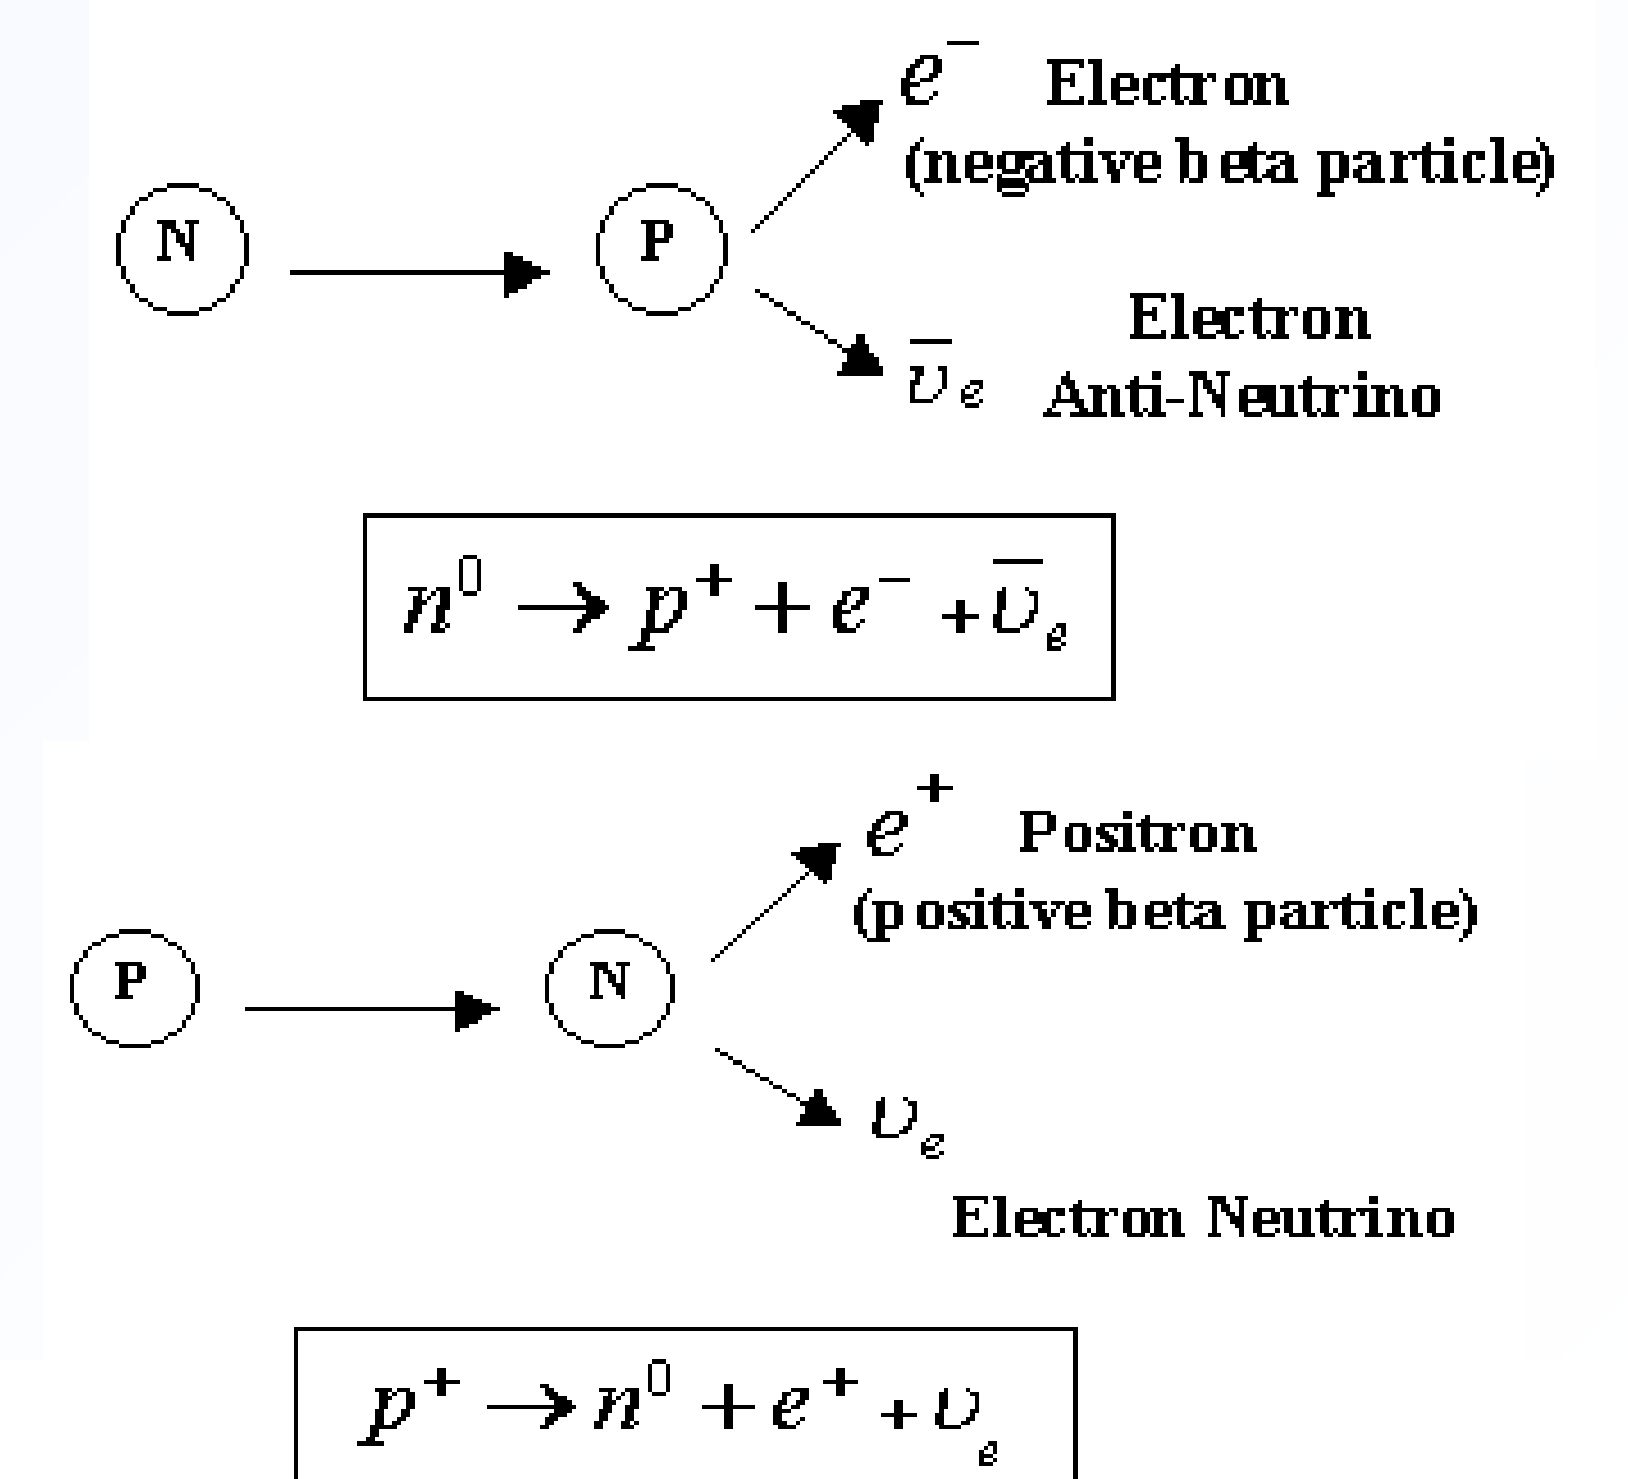 e⁻ Electron
(negative beta particle)
N
P
Electron
ῡₑ Anti-Neutrino
n⁰ → p⁺ + e⁻ + ῡₑ
e⁺ Positron
(positive beta particle)
P
N
υₑ
Electron Neutrino
p⁺ → n⁰ + e⁺ + υₑ